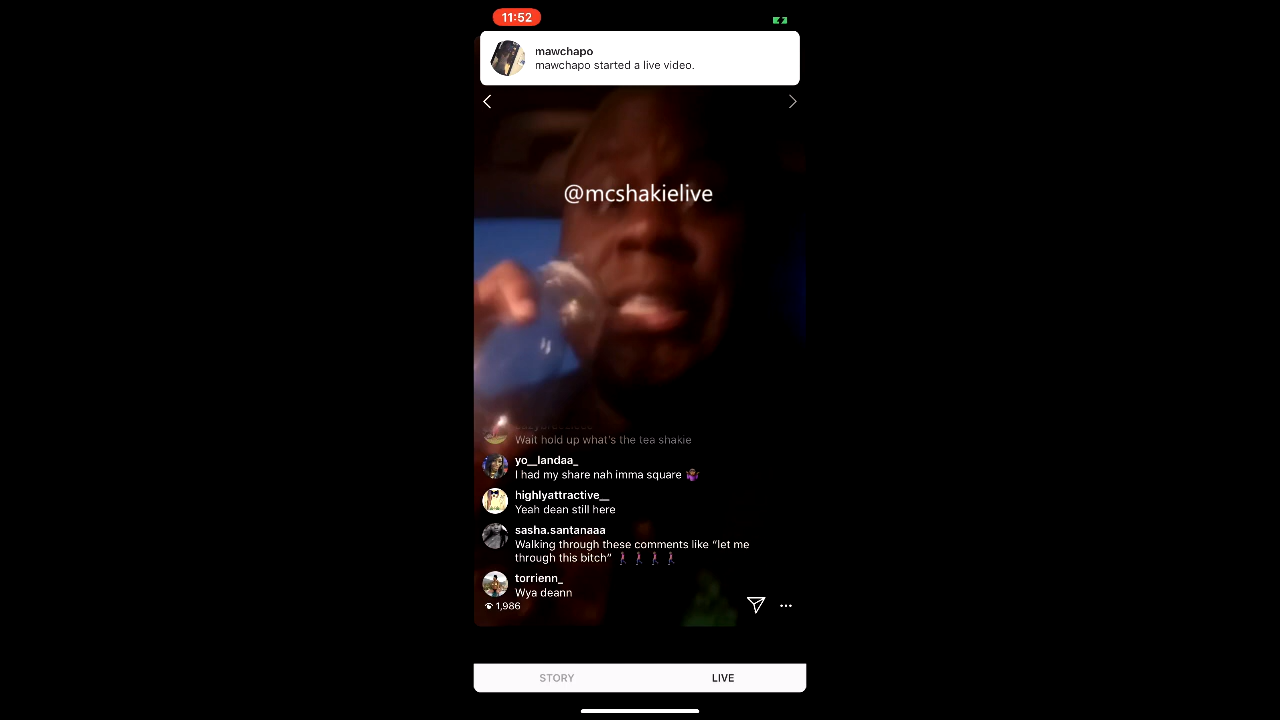 11:52
mawchapo
mawchapo started a live video.
@mcshakielive
Wait hold up what's the tea shakie
yo__landaa_
I had my share nah imma square 🤷🏾‍♀️
highlyattractive__
Yeah dean still here
sasha.santanaaa
Walking through these comments like “let me
through this bitch” 🚶🏾‍♀️🚶🏾‍♀️🚶🏾‍♀️🚶🏾‍♀️
torrienn_
Wya deann
1,986
STORY
LIVE